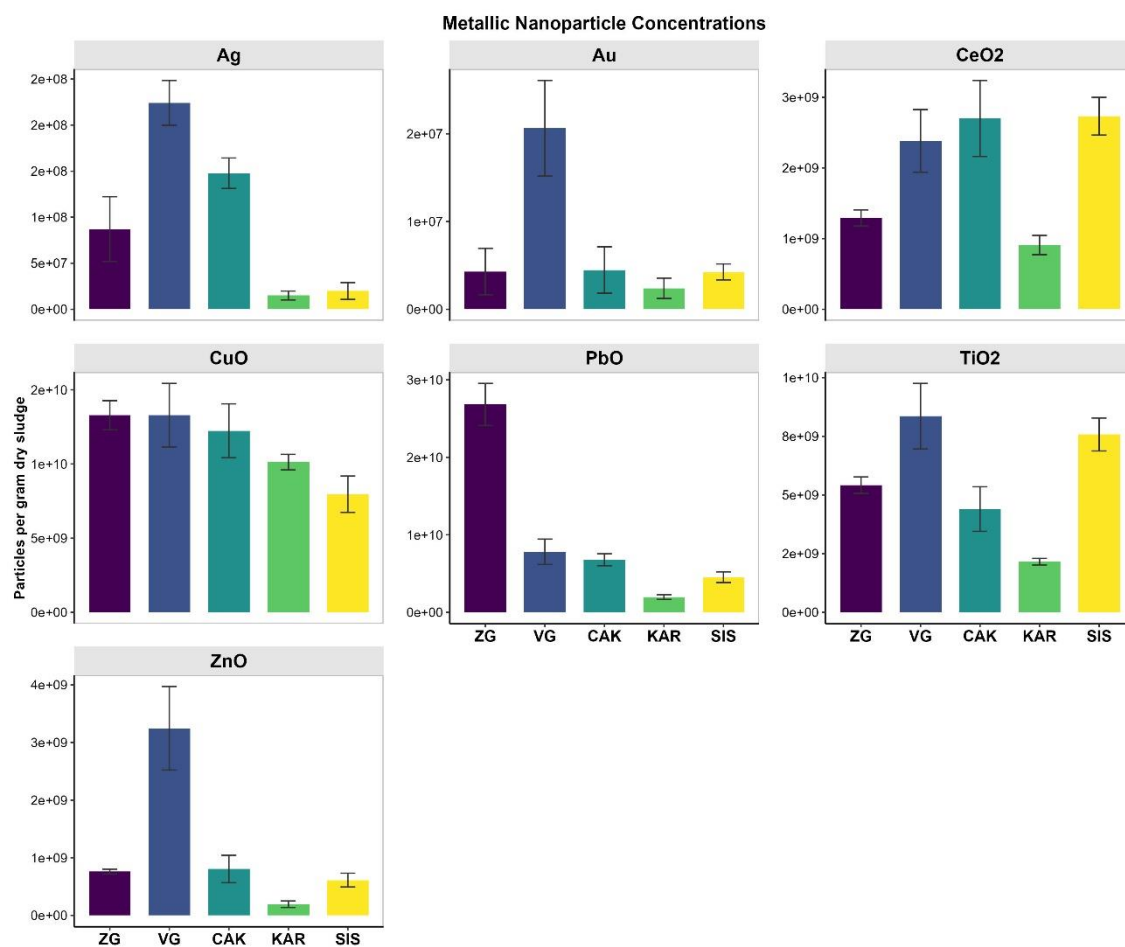 Metallic Nanoparticle Concentrations
Ag
Au
CeO2
2e+08
2e+08
2e+08
1e+08
5e+07
0e+00
2e+07
1e+07
0e+00
3e+09
2e+09
1e+09
0e+00
Particles per gram dry sludge
CuO
PbO
TiO2
2e+10
1e+10
5e+09
0e+00
3e+10
2e+10
1e+10
0e+00
1e+10
8e+09
5e+09
2e+09
0e+00
ZG VG CAK KAR SIS
ZG VG CAK KAR SIS
ZnO
4e+09
3e+09
2e+09
1e+09
0e+00
ZG VG CAK KAR SIS